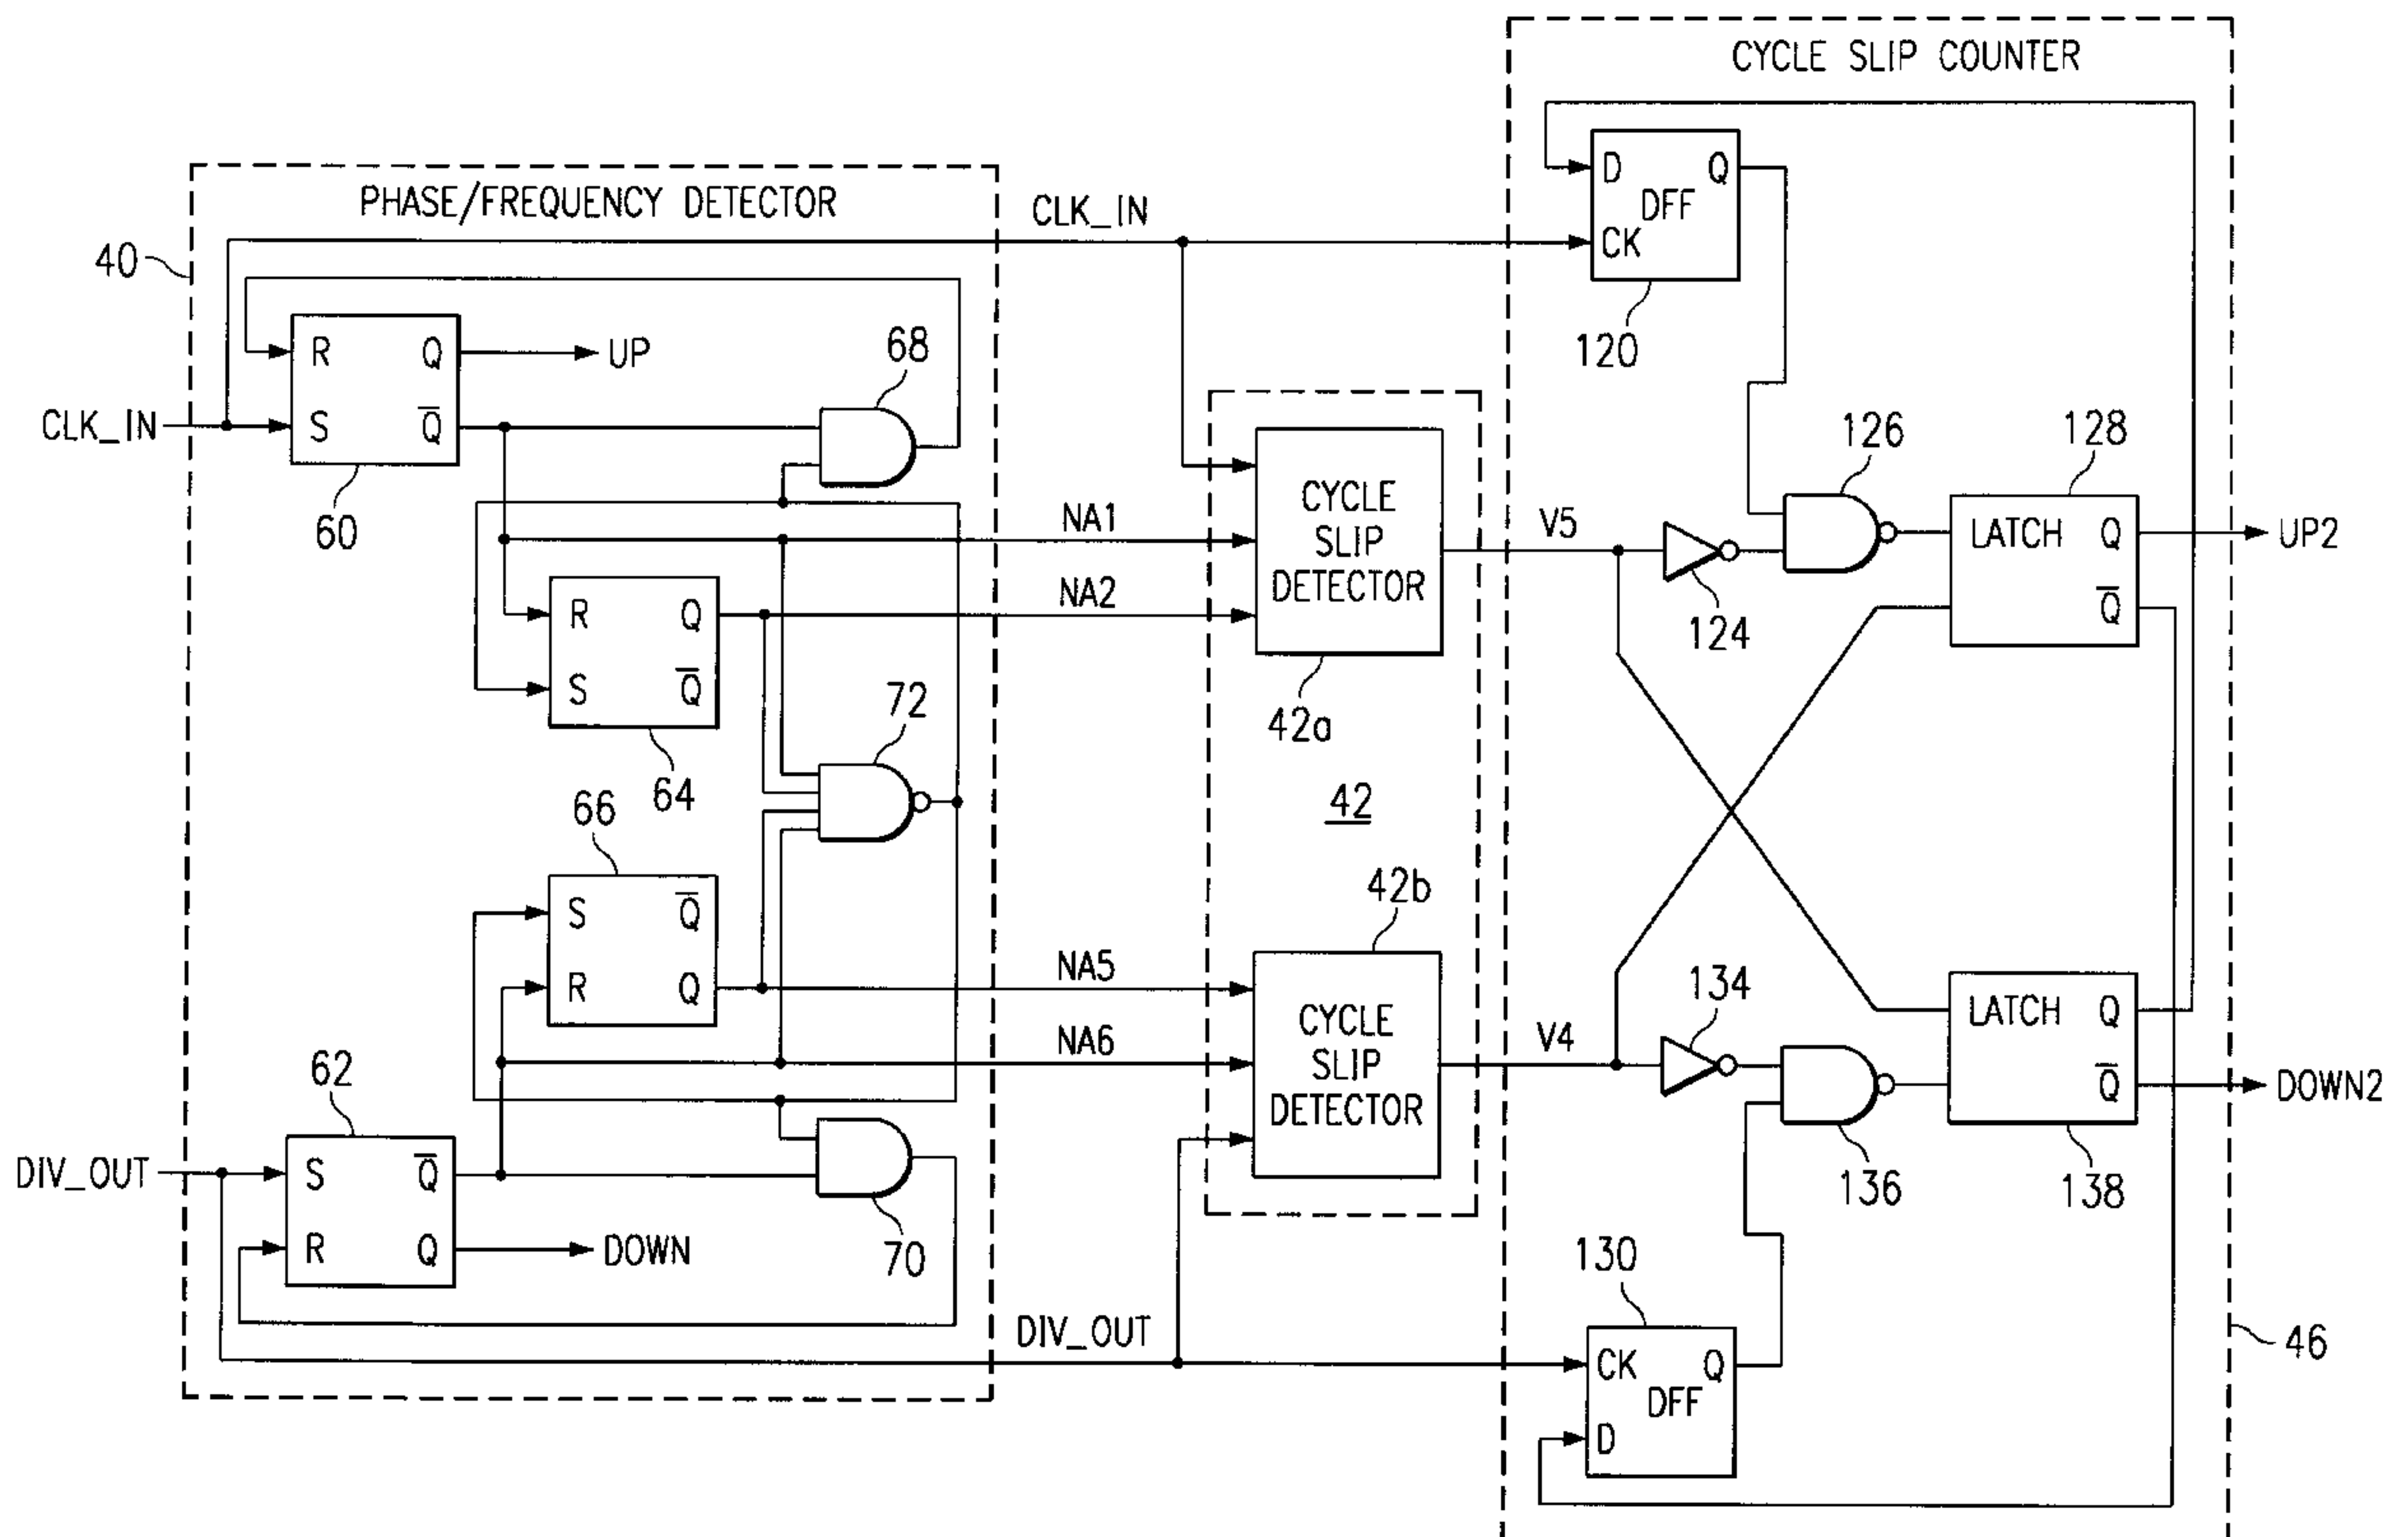 CYCLE SLIP COUNTER
D Q
DFF
CK
120
PHASE/FREQUENCY DETECTOR
CLK_IN
40
R Q
UP
68
CLK_IN
S Q̅
60
126
128
CYCLE
SLIP
DETECTOR
NA1
V5
LATCH Q
UP2
NA2
R Q
124
Q̅
S Q̅
42a
72
64
42
66
42b
S Q̅
NA5
134
R Q
CYCLE
SLIP
DETECTOR
LATCH Q
NA6
V4
62
Q̅
DOWN2
DIV_OUT
S Q̅
136
138
R Q
DOWN
70
130
DIV_OUT
CK Q
DFF
D
46